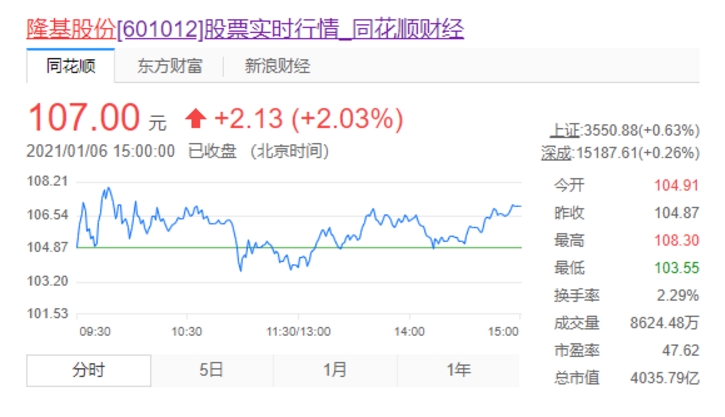 隆基股份[601012]股票实时行情_同花顺财经
同花顺 东方财富 新浪财经
107.00 元 +2.13 (+2.03%)
2021/01/06 15:00:00 已收盘 (北京时间)
上证:3550.88(+0.63%)
深成:15187.61(+0.26%)
108.21
106.54
104.87
103.20
101.53
09:30 10:30 11:30/13:00 14:00 15:00
分时 5日 1月 1年
今开 104.91
昨收 104.87
最高 108.30
最低 103.55
换手率 2.29%
成交量 8624.48万
市盈率 47.62
总市值 4035.79亿